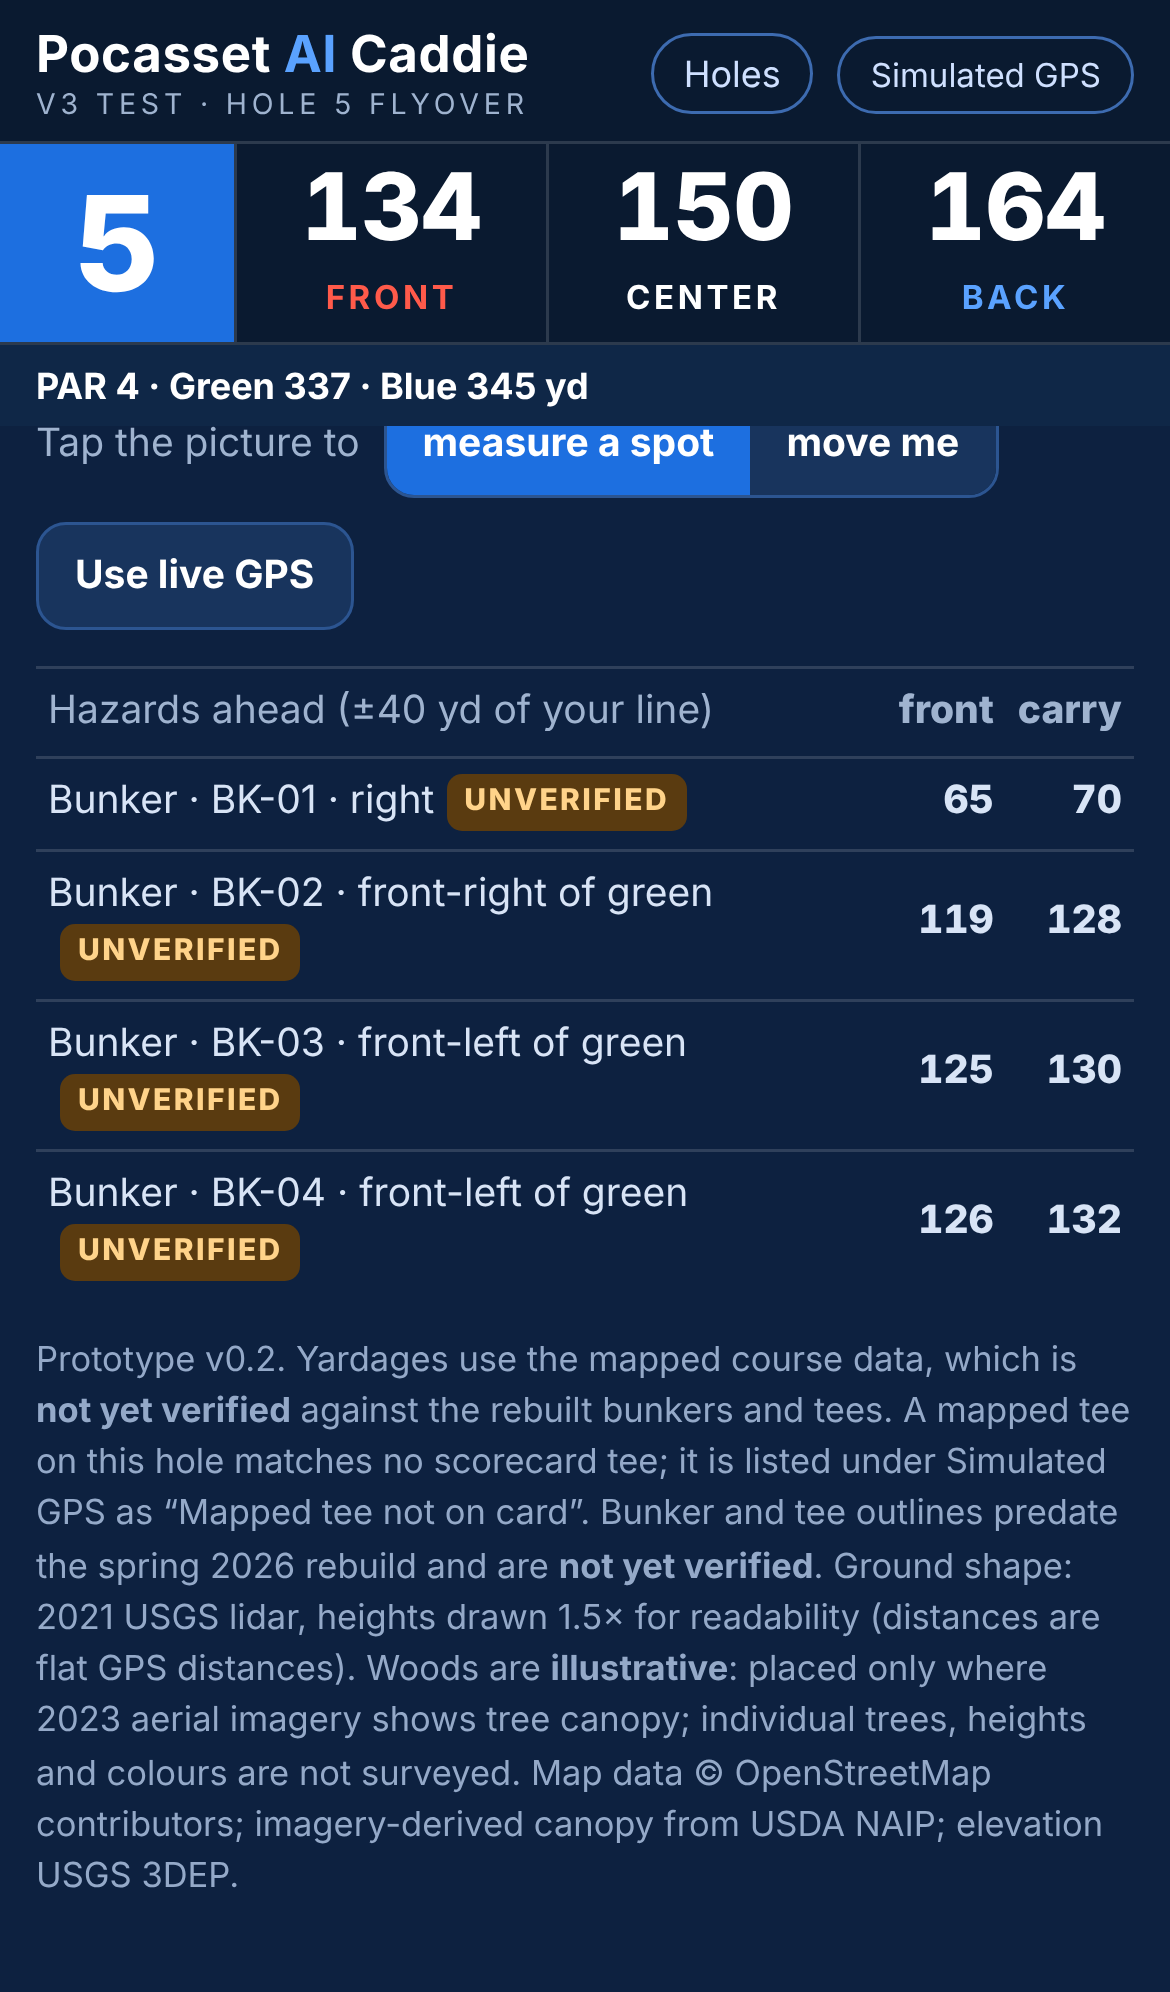 Pocasset AI Caddie
V3 TEST · HOLE 5 FLYOVER
Holes
Simulated GPS
5
134
FRONT
150
CENTER
164
BACK
PAR 4 · Green 337 · Blue 345 yd
Tap the picture to
measure a spot
move me
Use live GPS
Hazards ahead (±40 yd of your line) front carry
Bunker · BK-01 · right UNVERIFIED 65 70
Bunker · BK-02 · front-right of green
UNVERIFIED
119 128
Bunker · BK-03 · front-left of green
UNVERIFIED
125 130
Bunker · BK-04 · front-left of green
UNVERIFIED
126 132
Prototype v0.2. Yardages use the mapped course data, which is
not yet verified against the rebuilt bunkers and tees. A mapped tee
on this hole matches no scorecard tee; it is listed under Simulated
GPS as “Mapped tee not on card”. Bunker and tee outlines predate
the spring 2026 rebuild and are not yet verified. Ground shape:
2021 USGS lidar, heights drawn 1.5× for readability (distances are
flat GPS distances). Woods are illustrative: placed only where
2023 aerial imagery shows tree canopy; individual trees, heights
and colours are not surveyed. Map data © OpenStreetMap
contributors; imagery-derived canopy from USDA NAIP; elevation
USGS 3DEP.